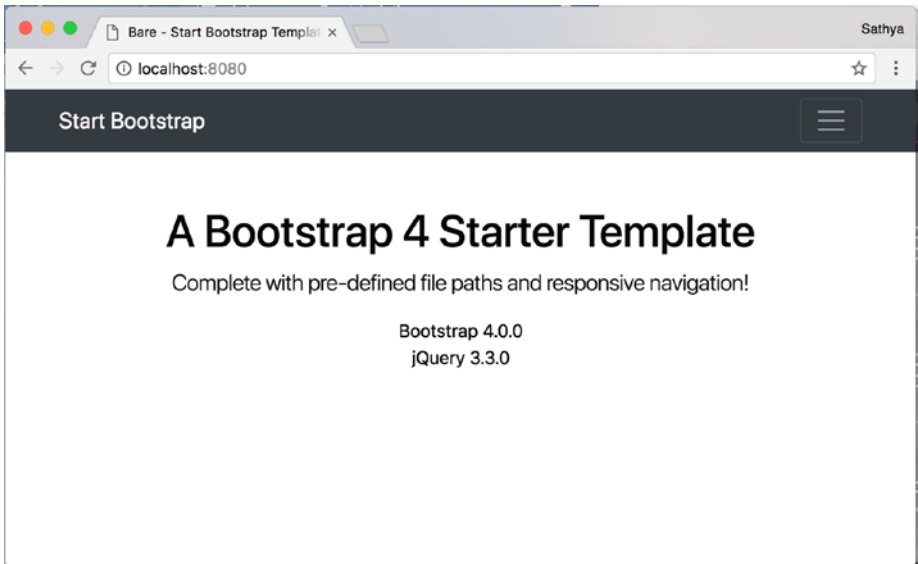 Bare - Start Bootstrap Templat
Sathya
localhost:8080
Start Bootstrap
A Bootstrap 4 Starter Template
Complete with pre-defined file paths and responsive navigation!
Bootstrap 4.0.0
jQuery 3.3.0